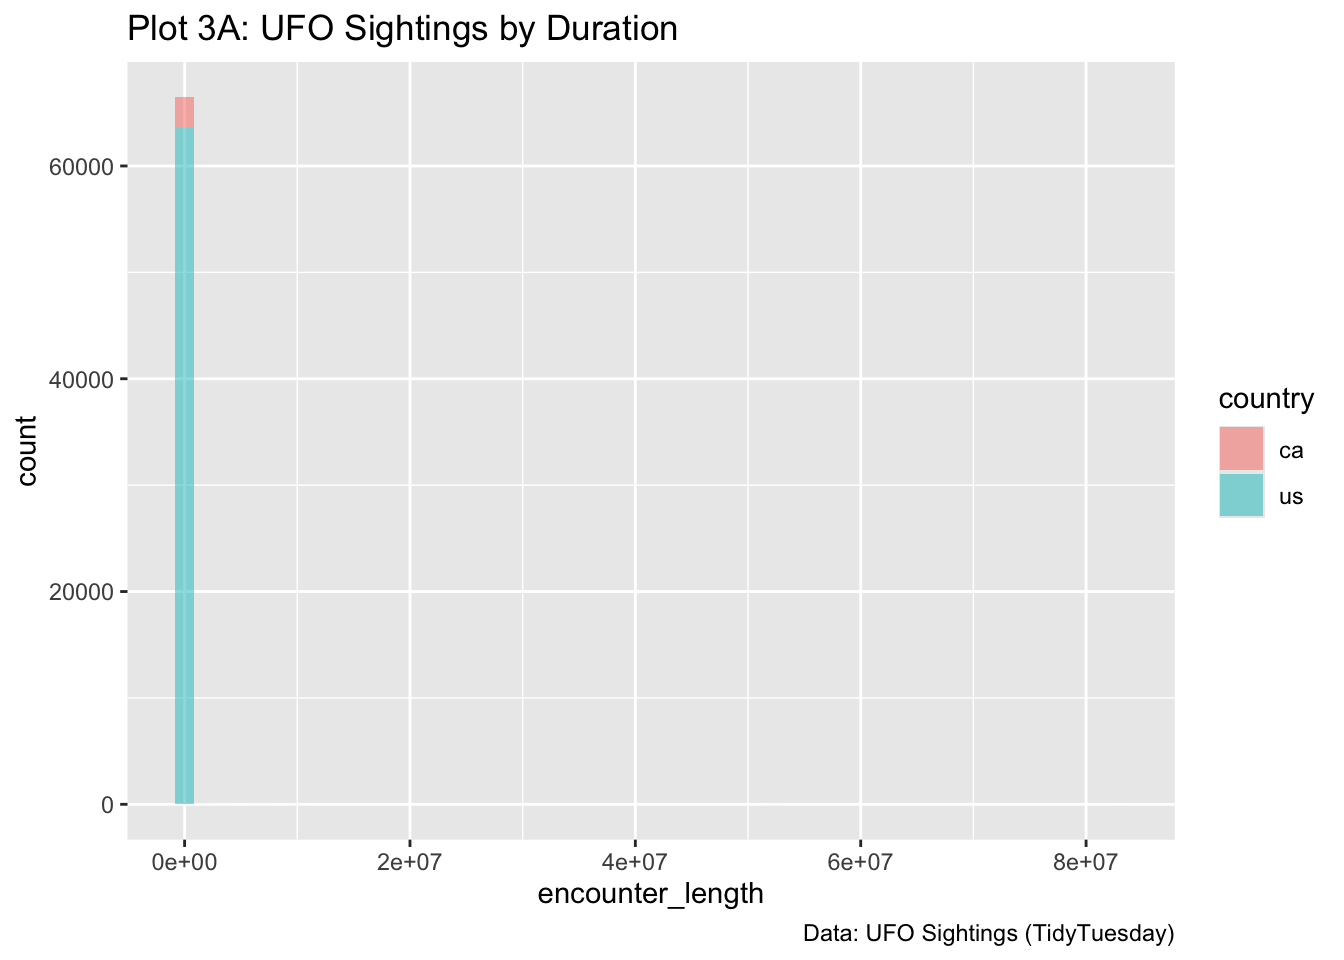 Plot 3A: UFO Sightings by Duration
60000
40000
20000
0
count
0e+00 2e+07 4e+07 6e+07 8e+07
encounter_length
country
ca
us
Data: UFO Sightings (TidyTuesday)